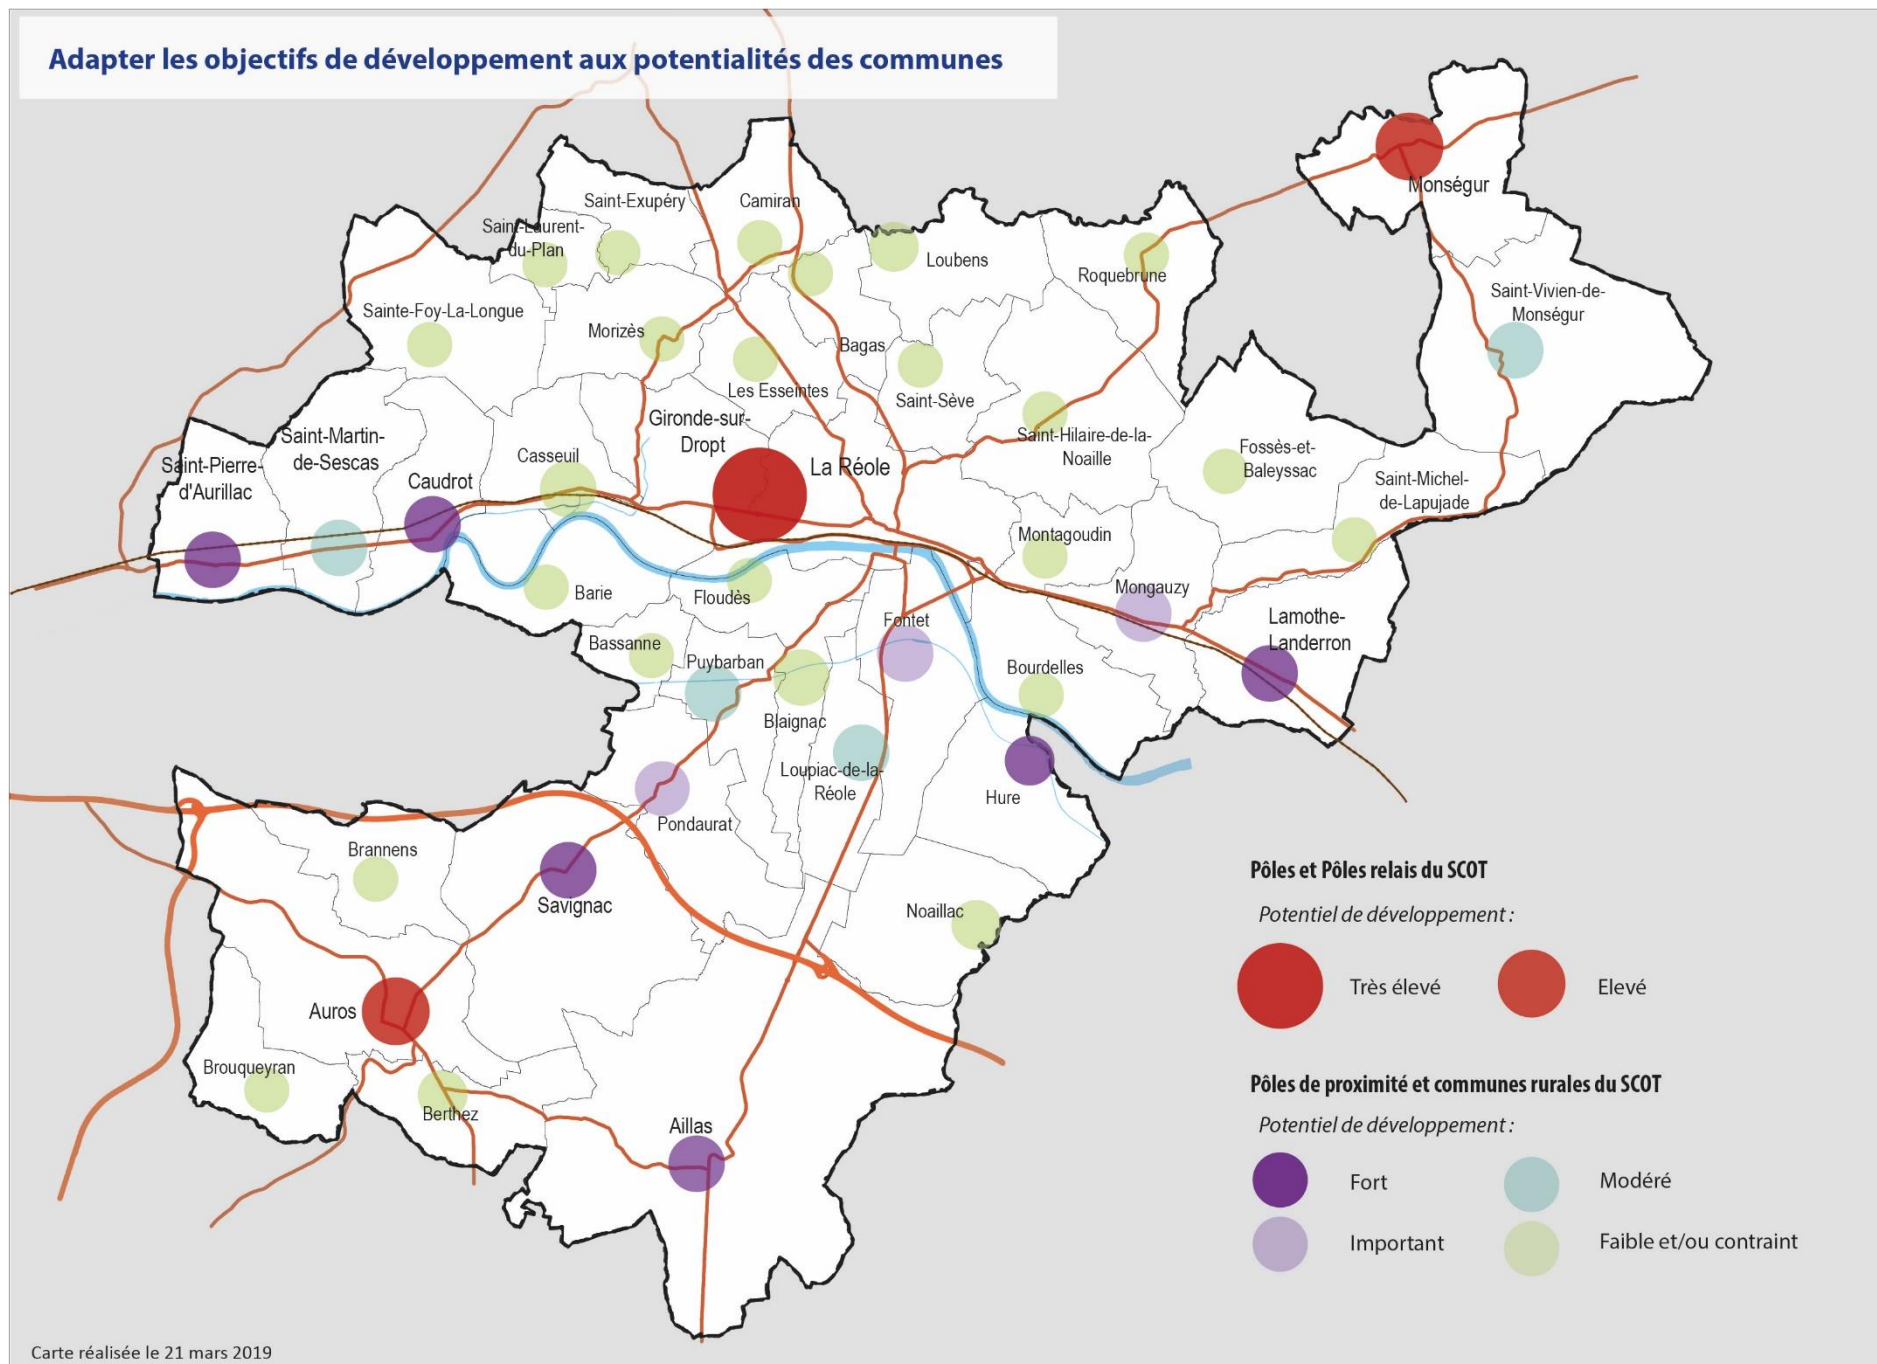 Adapter les objectifs de développement aux potentialités des communes
Monségur
Saint-Exupéry
Camiran
Saint-Laurent-
du-Plan
Loubens
Roquebrune
Saint-Vivien-de-
Monségur
Sainte-Foy-La-Longue
Morizès
Bagas
Les Esseintes
Saint-Sève
Gironde-sur-
Dropt
Saint-Martin-
de-Sescas
Saint-Hilaire-de-la-
Noaille
Fossès-et-
Baleyssac
Saint-Pierre-
d'Aurillac
Casseuil
La Réole
Caudrot
Saint-Michel-
de-Lapujade
Montagoudin
Barie
Floudès
Mongauzy
Fontet
Lamothe-
Landerron
Bassanne
Puybarban
Bourdelles
Blaignac
Loupiac-de-la-
Réole
Hure
Pondaurat
Brannens
Savignac
Noaillac
Auros
Brouqueyran
Berthez
Aillas
Pôles et Pôles relais du SCOT
Potentiel de développement :
Très élevé
Elevé
Pôles de proximité et communes rurales du SCOT
Potentiel de développement :
Fort
Modéré
Important
Faible et/ou contraint
Carte réalisée le 21 mars 2019